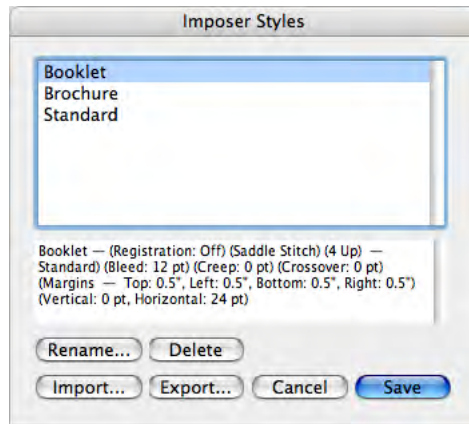 Imposer Styles
Booklet
Brochure
Standard
Booklet — (Registration: Off) (Saddle Stitch) (4 Up) —
Standard) (Bleed: 12 pt) (Creep: 0 pt) (Crossover: 0 pt)
(Margins — Top: 0.5", Left: 0.5", Bottom: 0.5", Right: 0.5")
(Vertical: 0 pt, Horizontal: 24 pt)
Rename... Delete
Import... Export... Cancel Save